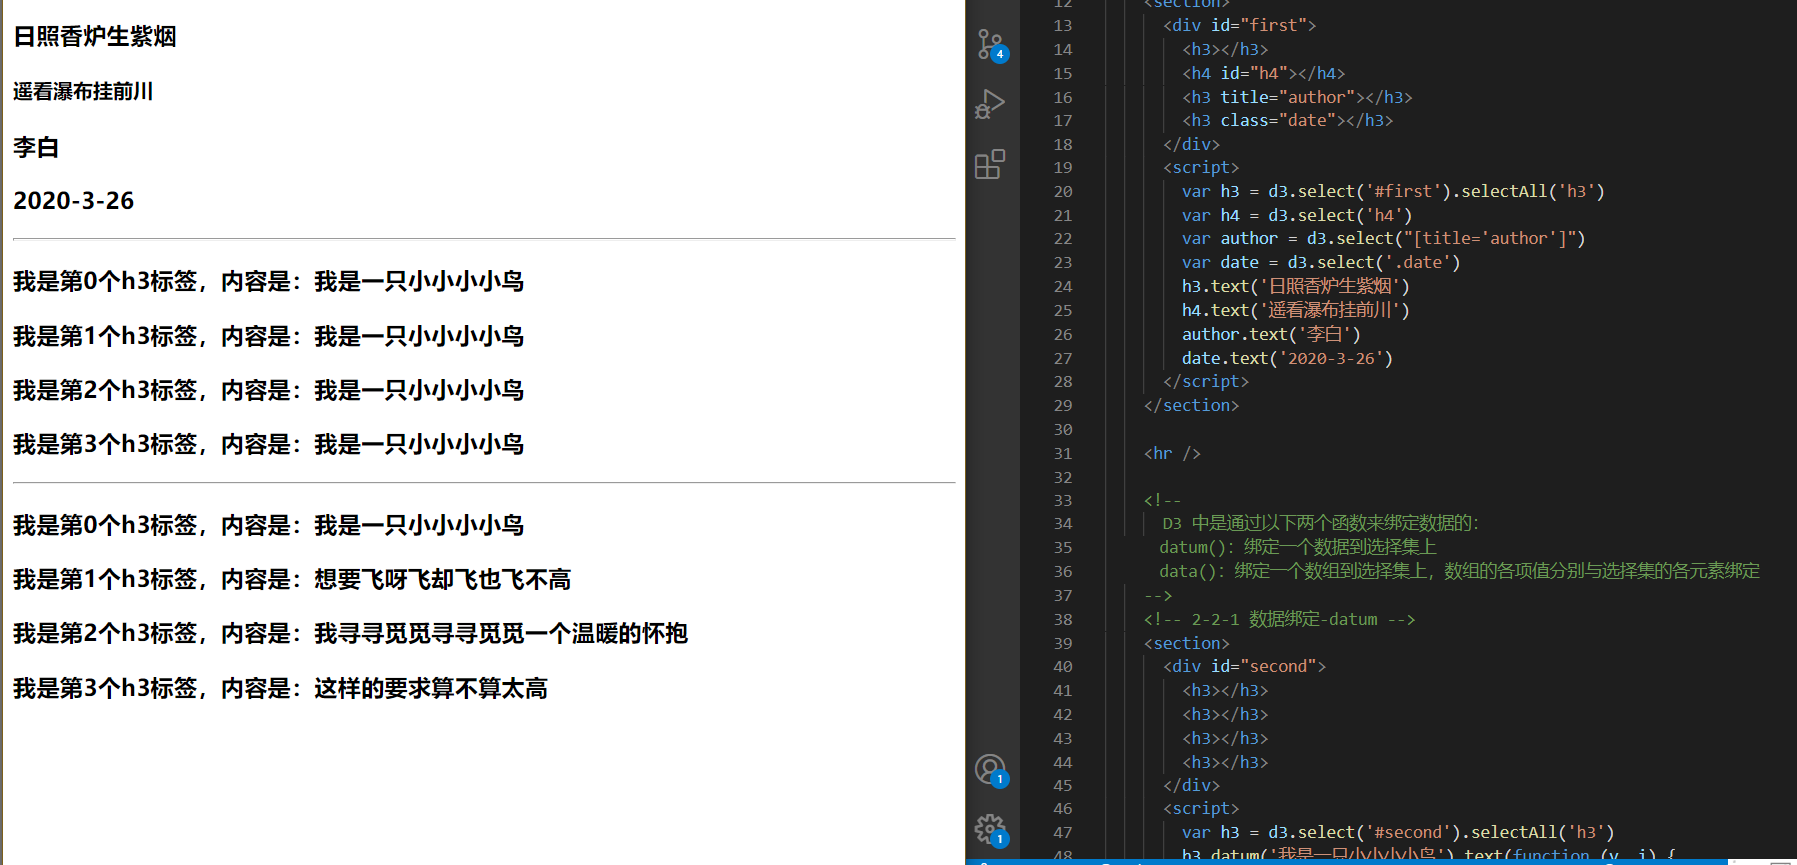 日照香炉生紫烟
遥看瀑布挂前川
李白
2020-3-26
我是第0个h3标签，内容是：我是一只小小小小鸟
我是第1个h3标签，内容是：我是一只小小小小鸟
我是第2个h3标签，内容是：我是一只小小小小鸟
我是第3个h3标签，内容是：我是一只小小小小鸟
我是第0个h3标签，内容是：我是一只小小小小鸟
我是第1个h3标签，内容是：想要飞呀飞却飞也飞不高
我是第2个h3标签，内容是：我寻寻觅觅寻寻觅觅一个温暖的怀抱
我是第3个h3标签，内容是：这样的要求算不算太高
4
1
1
12 <section>
13 <div id="first">
14 <h3></h3>
15 <h4 id="h4"></h4>
16 <h3 title="author"></h3>
17 <h3 class="date"></h3>
18 </div>
19 <script>
20 var h3 = d3.select('#first').selectAll('h3')
21 var h4 = d3.select('h4')
22 var author = d3.select("[title='author']")
23 var date = d3.select('.date')
24 h3.text('日照香炉生紫烟')
25 h4.text('遥看瀑布挂前川')
26 author.text('李白')
27 date.text('2020-3-26')
28 </script>
29 </section>
30
31 <hr />
32
33 <!--
34 D3 中是通过以下两个函数来绑定数据的：
35 datum()：绑定一个数据到选择集上
36 data()：绑定一个数组到选择集上，数组的各项值分别与选择集的各元素绑定
37 -->
38 <!-- 2-2-1 数据绑定-datum -->
39 <section>
40 <div id="second">
41 <h3></h3>
42 <h3></h3>
43 <h3></h3>
44 <h3></h3>
45 </div>
46 <script>
47 var h3 = d3.select('#second').selectAll('h3')
48 h3.datum('我是一只小小小小鸟').text(function (v, i) {